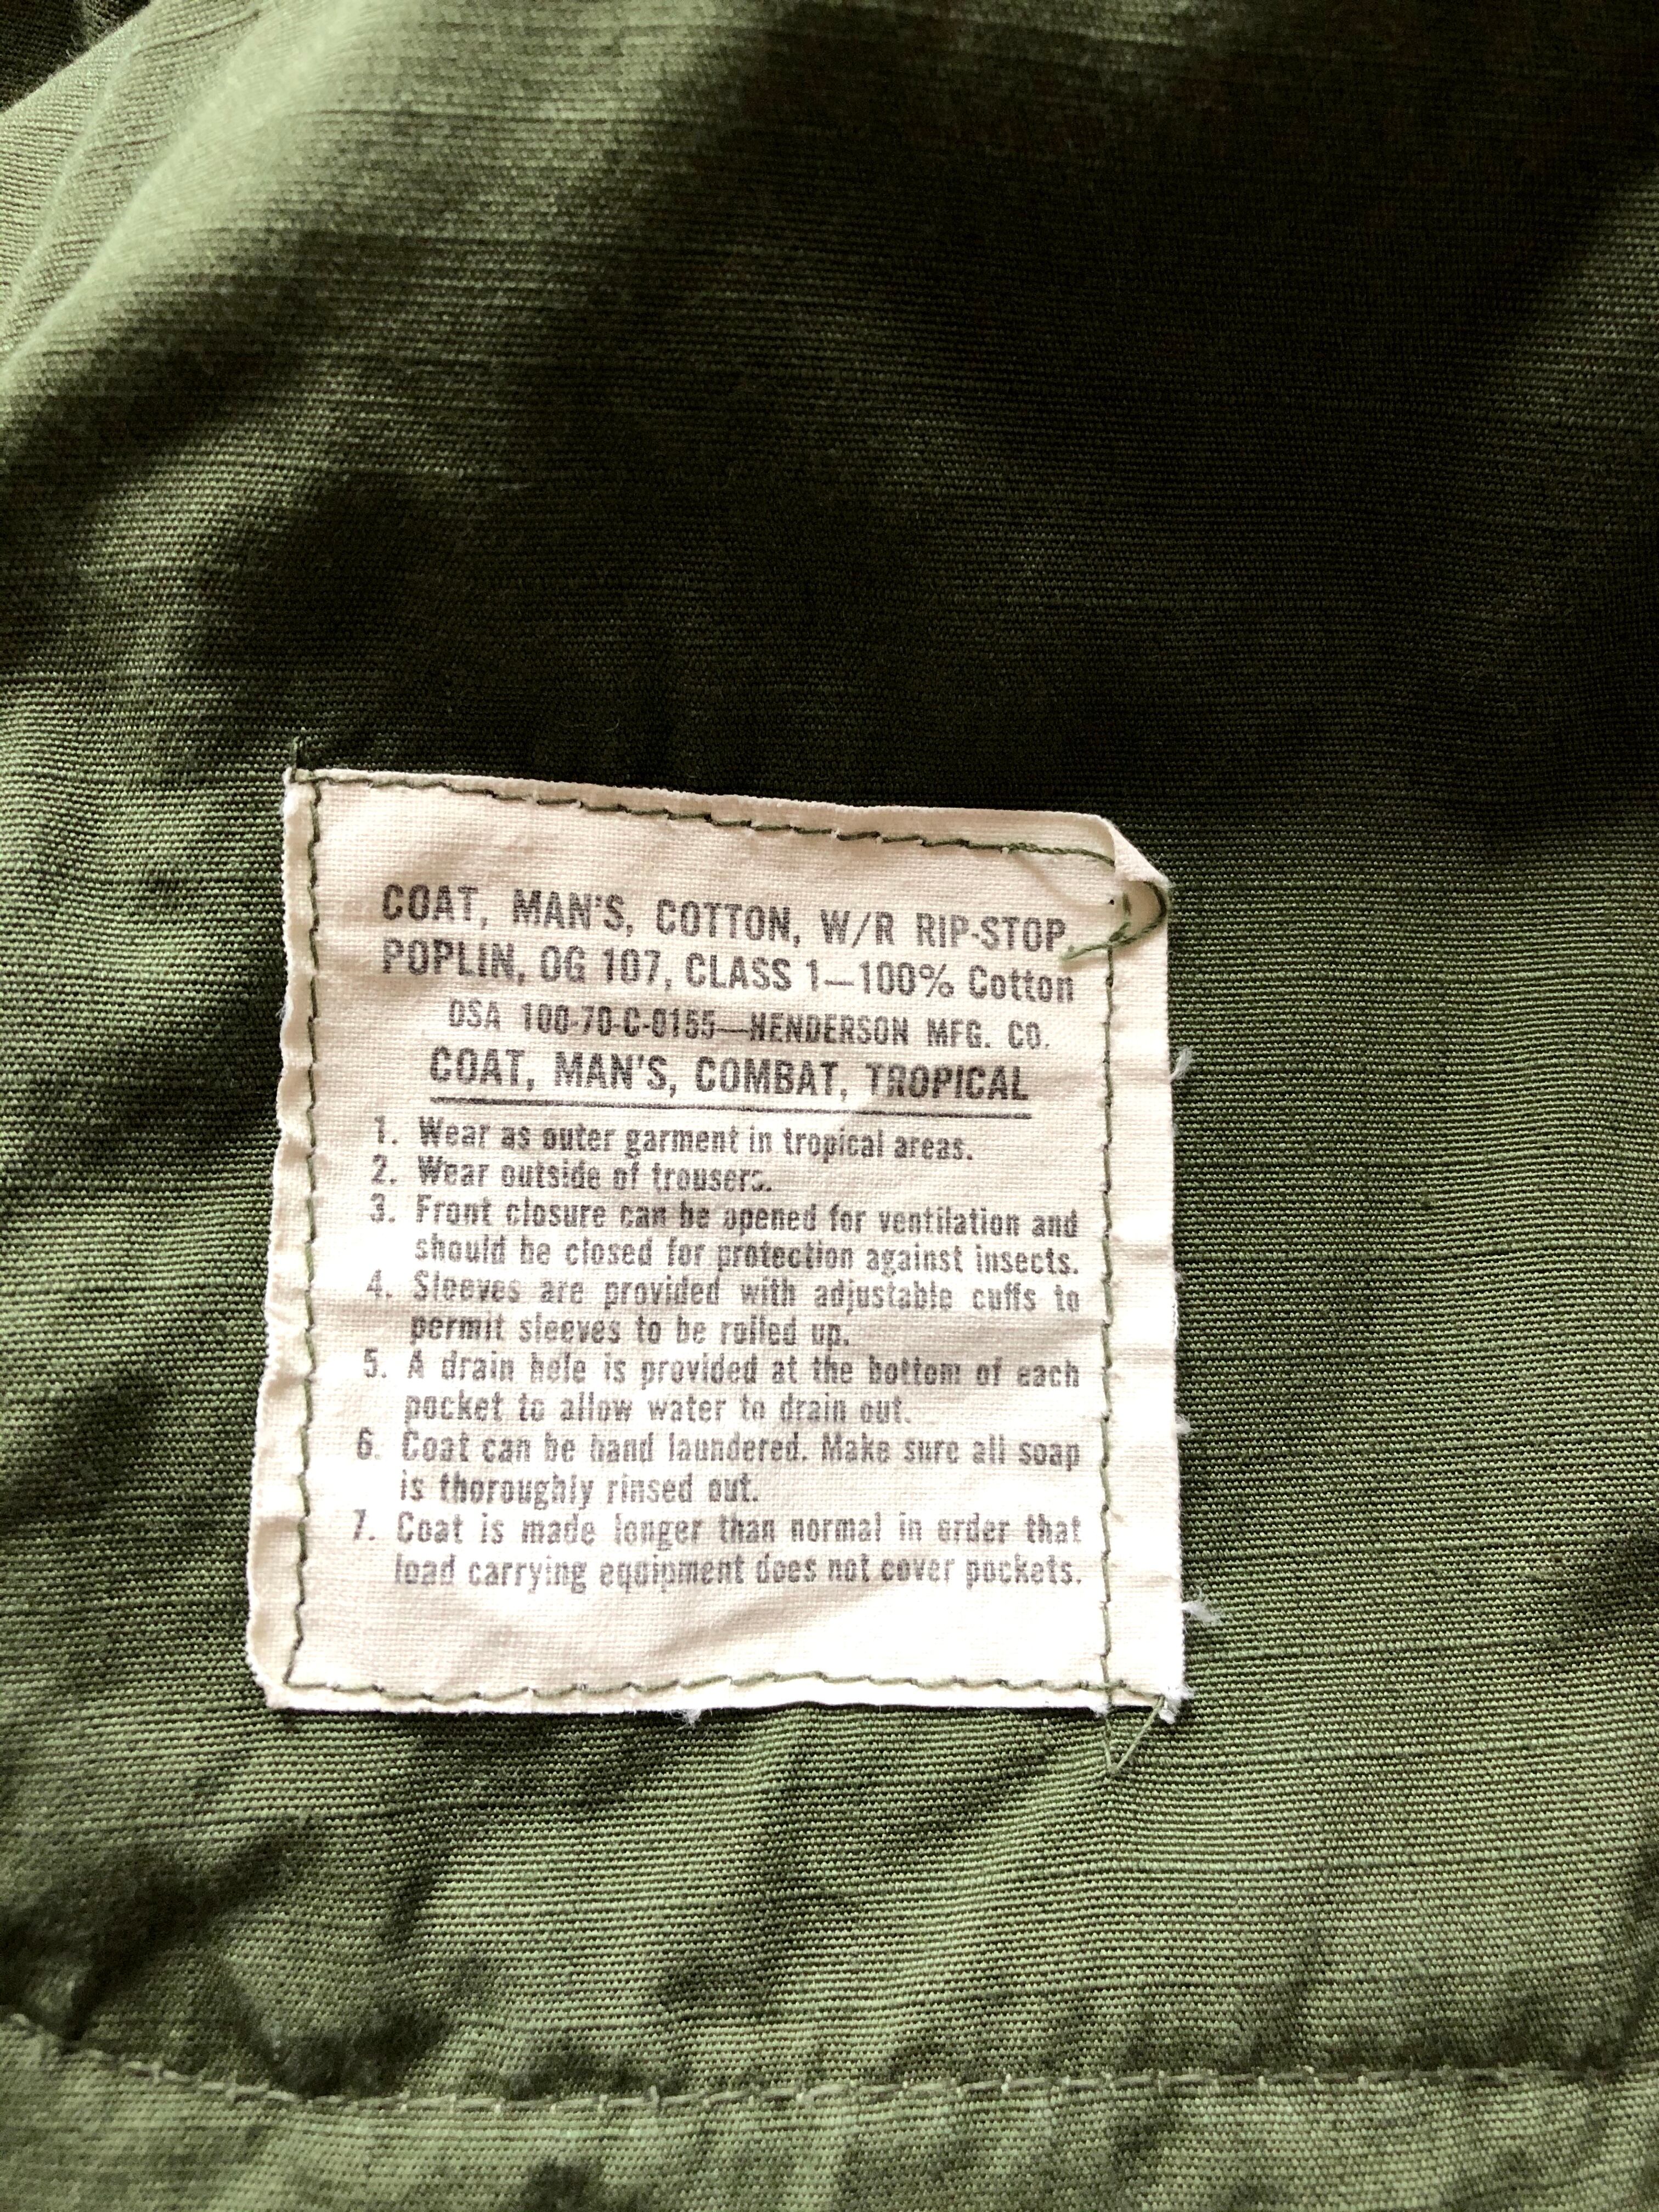 COAT, MAN'S, COTTON, W/R RIP-STOP
POPLIN, OG 107, CLASS 1—100% Cotton
DSA 100-70-C-0155—HENDERSON MFG. CO.
COAT, MAN'S, COMBAT, TROPICAL
1. Wear as outer garment in tropical areas.
2. Wear outside of trousers.
3. Front closure can be opened for ventilation and
should be closed for protection against insects.
4. Sleeves are provided with adjustable cuffs to
permit sleeves to be rolled up.
5. A drain hole is provided at the bottom of each
pocket to allow water to drain out.
6. Coat can be hand laundered. Make sure all soap
is thoroughly rinsed out.
7. Coat is made longer than normal in order that
load carrying equipment does not cover pockets.